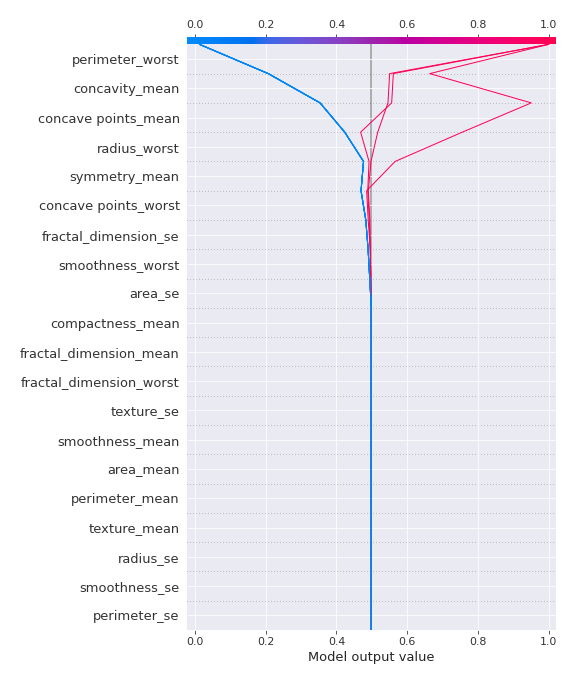 0.0 0.2 0.4 0.6 0.8 1.0
perimeter_worst
concavity_mean
concave points_mean
radius_worst
symmetry_mean
concave points_worst
fractal_dimension_se
smoothness_worst
area_se
compactness_mean
fractal_dimension_mean
fractal_dimension_worst
texture_se
smoothness_mean
area_mean
perimeter_mean
texture_mean
radius_se
smoothness_se
perimeter_se
0.0 0.2 0.4 0.6 0.8 1.0
Model output value